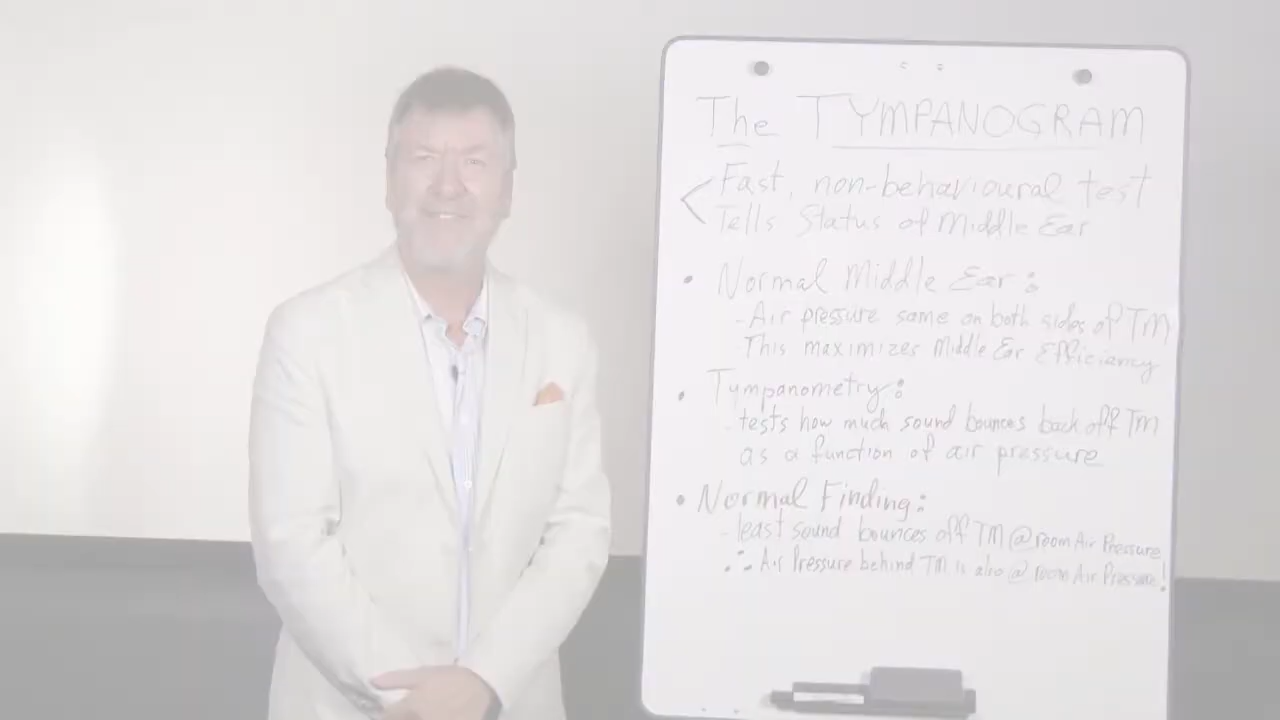 The TYMPANOGRAM
Fast, non-behavioural test
Tells Status of Middle Ear
• Normal Middle Ear:
- Air pressure same on both sides of TM
This maximizes Middle Ear Efficiency
• Tympanometry:
- tests how much sound bounces back off TM
as a function of air pressure
• Normal Finding:
- least sound bounces off TM @ room Air Pressure
∴ Air Pressure behind TM is also @ room Air Pressure!